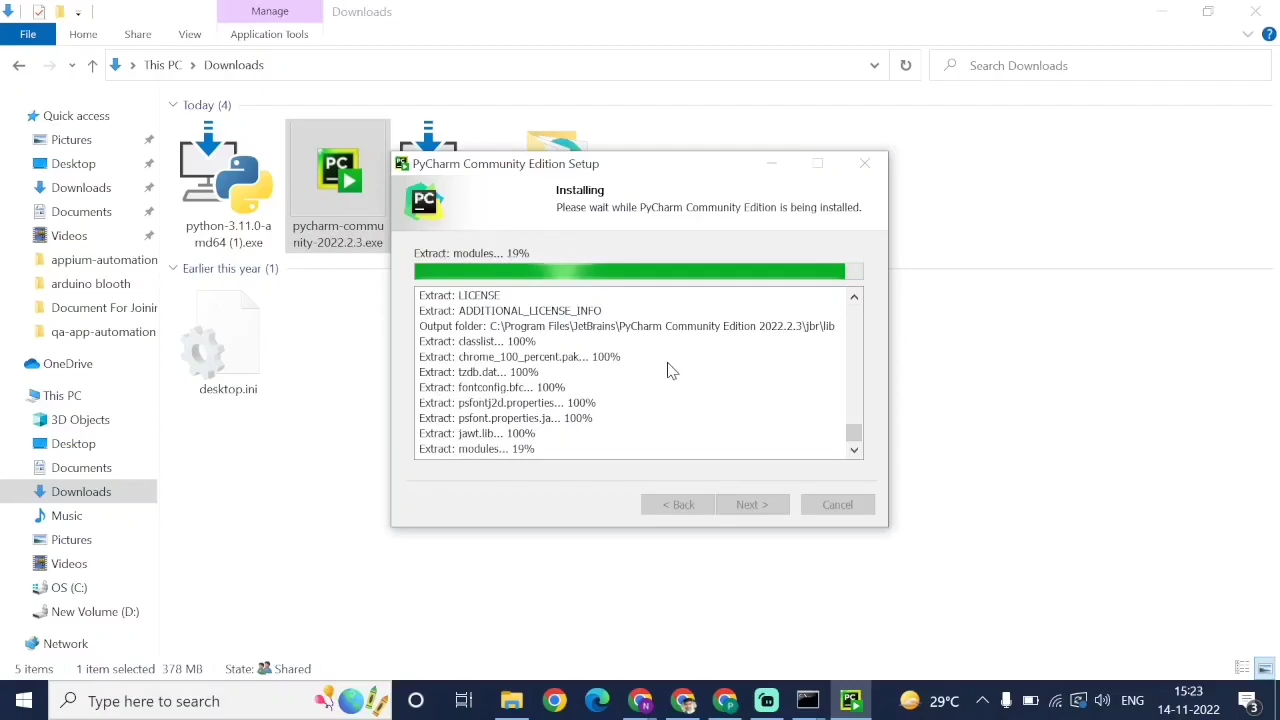 Manage
Downloads
File
Home
Share
View
Application Tools
This PC
Downloads
Search Downloads
Quick access
Pictures
Desktop
Downloads
Documents
Videos
appium-automation
arduino blooth
Document For Joinir
qa-app-automation
OneDrive
This PC
3D Objects
Desktop
Documents
Downloads
Music
Pictures
Videos
OS (C:)
New Volume (D:)
Network
Today (4)
python-3.11.0-a
md64 (1).exe
PC
pycharm-commu
nity-2022.2.3.exe
Earlier this year (1)
desktop.ini
PyCharm Community Edition Setup
PC
Installing
Please wait while PyCharm Community Edition is being installed.
Extract: modules... 19%
Extract: LICENSE
Extract: ADDITIONAL_LICENSE_INFO
Output folder: C:\Program Files\JetBrains\PyCharm Community Edition 2022.2.3\jbr\lib
Extract: classlist... 100%
Extract: chrome_100_percent.pak... 100%
Extract: tzdb.dat... 100%
Extract: fontconfig.bfc... 100%
Extract: psfontj2d.properties... 100%
Extract: psfont.properties.ja... 100%
Extract: jawt.lib... 100%
Extract: modules... 19%
< Back
Next >
Cancel
5 items
1 item selected 378 MB
State: Shared
Type here to search
29°C
ENG
15:23
14-11-2022
3